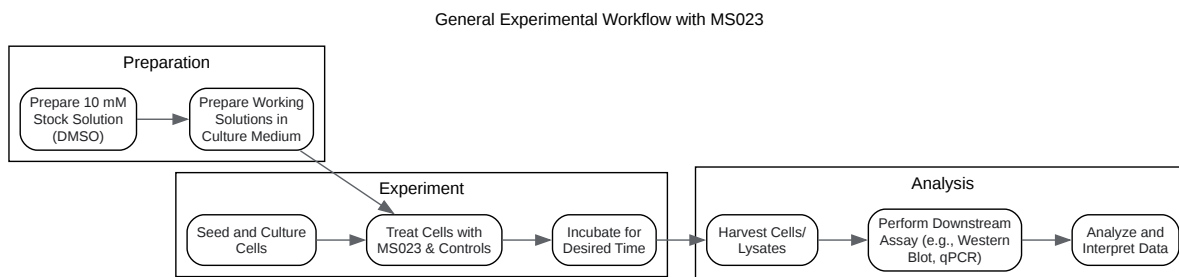 General Experimental Workflow with MS023
Preparation
Prepare 10 mM
Stock Solution
(DMSO)
Prepare Working
Solutions in
Culture Medium
Experiment
Seed and Culture
Cells
Treat Cells with
MS023 & Controls
Incubate for
Desired Time
Analysis
Harvest Cells/
Lysates
Perform Downstream
Assay (e.g., Western
Blot, qPCR)
Analyze and
Interpret Data